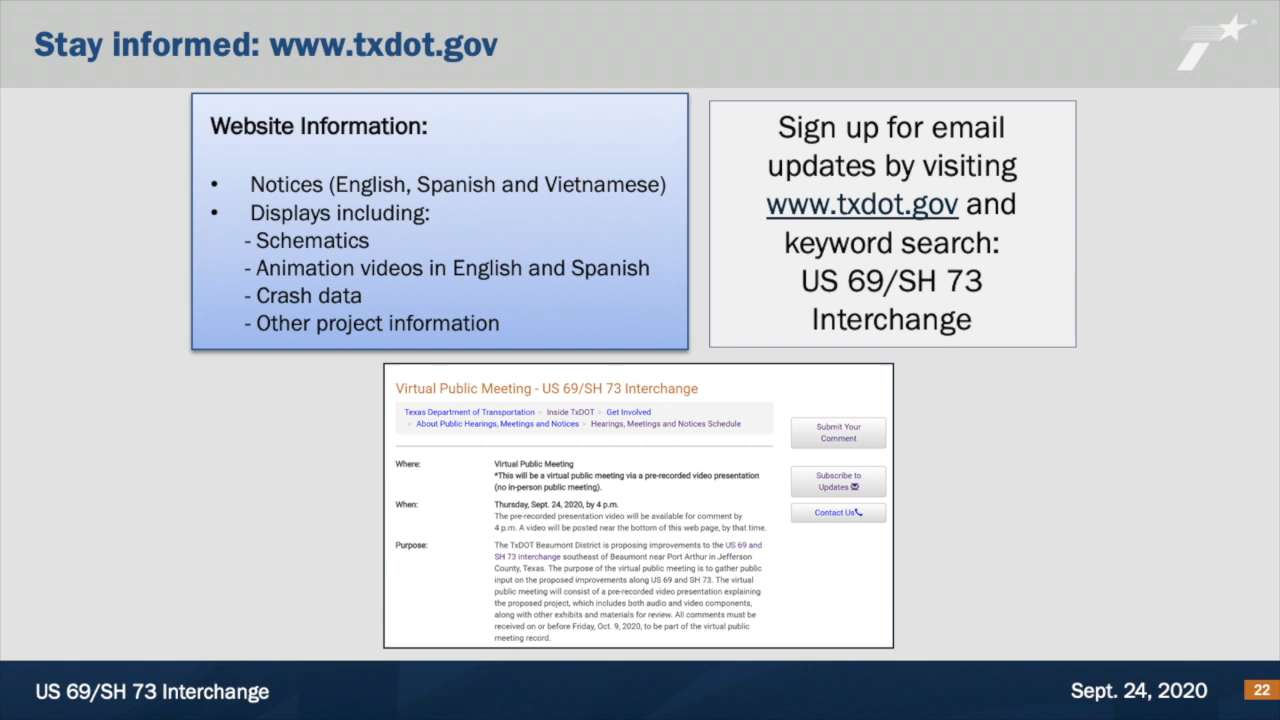 Stay informed: www.txdot.gov
Website Information:
• Notices (English, Spanish and Vietnamese)
• Displays including:
- Schematics
- Animation videos in English and Spanish
- Crash data
- Other project information
Sign up for email
updates by visiting
www.txdot.gov and
keyword search:
US 69/SH 73
Interchange
Virtual Public Meeting - US 69/SH 73 Interchange
Texas Department of Transportation » Inside TxDOT » Get Involved
» About Public Hearings, Meetings and Notices » Hearings, Meetings and Notices Schedule
Submit Your
Comment
Subscribe to
Updates
Contact Us
Where: Virtual Public Meeting
*This will be a virtual public meeting via a pre-recorded video presentation
(no in-person public meeting).
When: Thursday, Sept. 24, 2020, by 4 p.m.
The pre-recorded presentation video will be available for comment by
4 p.m. A video will be posted near the bottom of this web page, by that time.
Purpose: The TxDOT Beaumont District is proposing improvements to the US 69 and
SH 73 interchange southeast of Beaumont near Port Arthur in Jefferson
County, Texas. The purpose of the virtual public meeting is to gather public
input on the proposed improvements along US 69 and SH 73. The virtual
public meeting will consist of a pre-recorded video presentation explaining
the proposed project, which includes both audio and video components,
along with other exhibits and materials for review. All comments must be
received on or before Friday, Oct. 9, 2020, to be part of the virtual public
meeting record.
US 69/SH 73 Interchange
Sept. 24, 2020
22